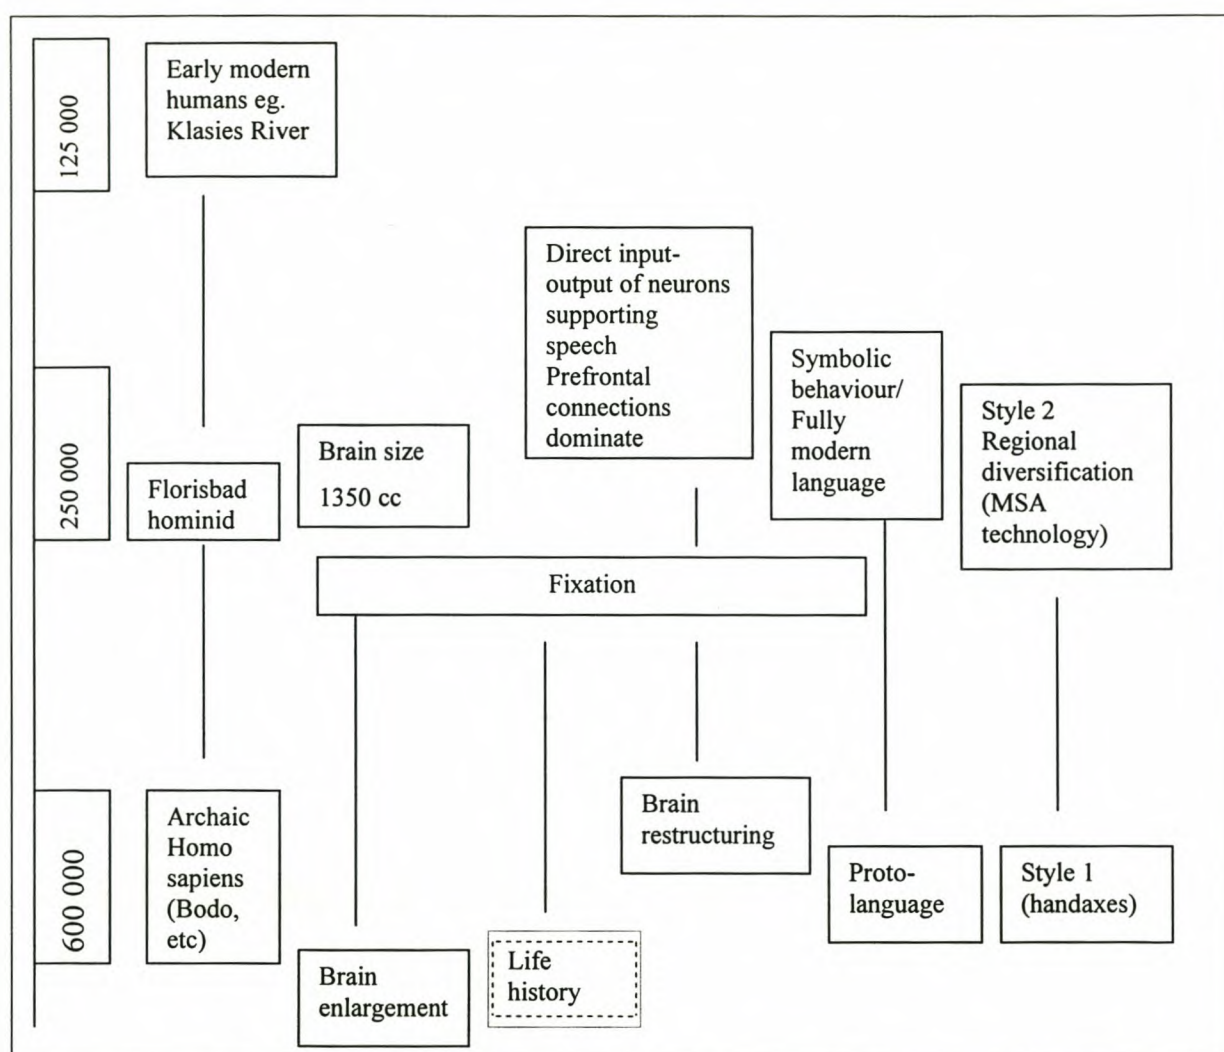 125 000
Early modern
humans eg.
Klasies River
Direct input-
output of neurons
supporting
speech
Prefrontal
connections
dominate
Symbolic
behaviour/
Fully
modern
language
Style 2
Regional
diversification
(MSA
technology)
250 000
Florisbad
hominid
Brain size
1350 cc
Fixation
600 000
Archaic
Homo
sapiens
(Bodo,
etc)
Brain
enlargement
Life
history
Brain
restructuring
Proto-
language
Style 1
(handaxes)